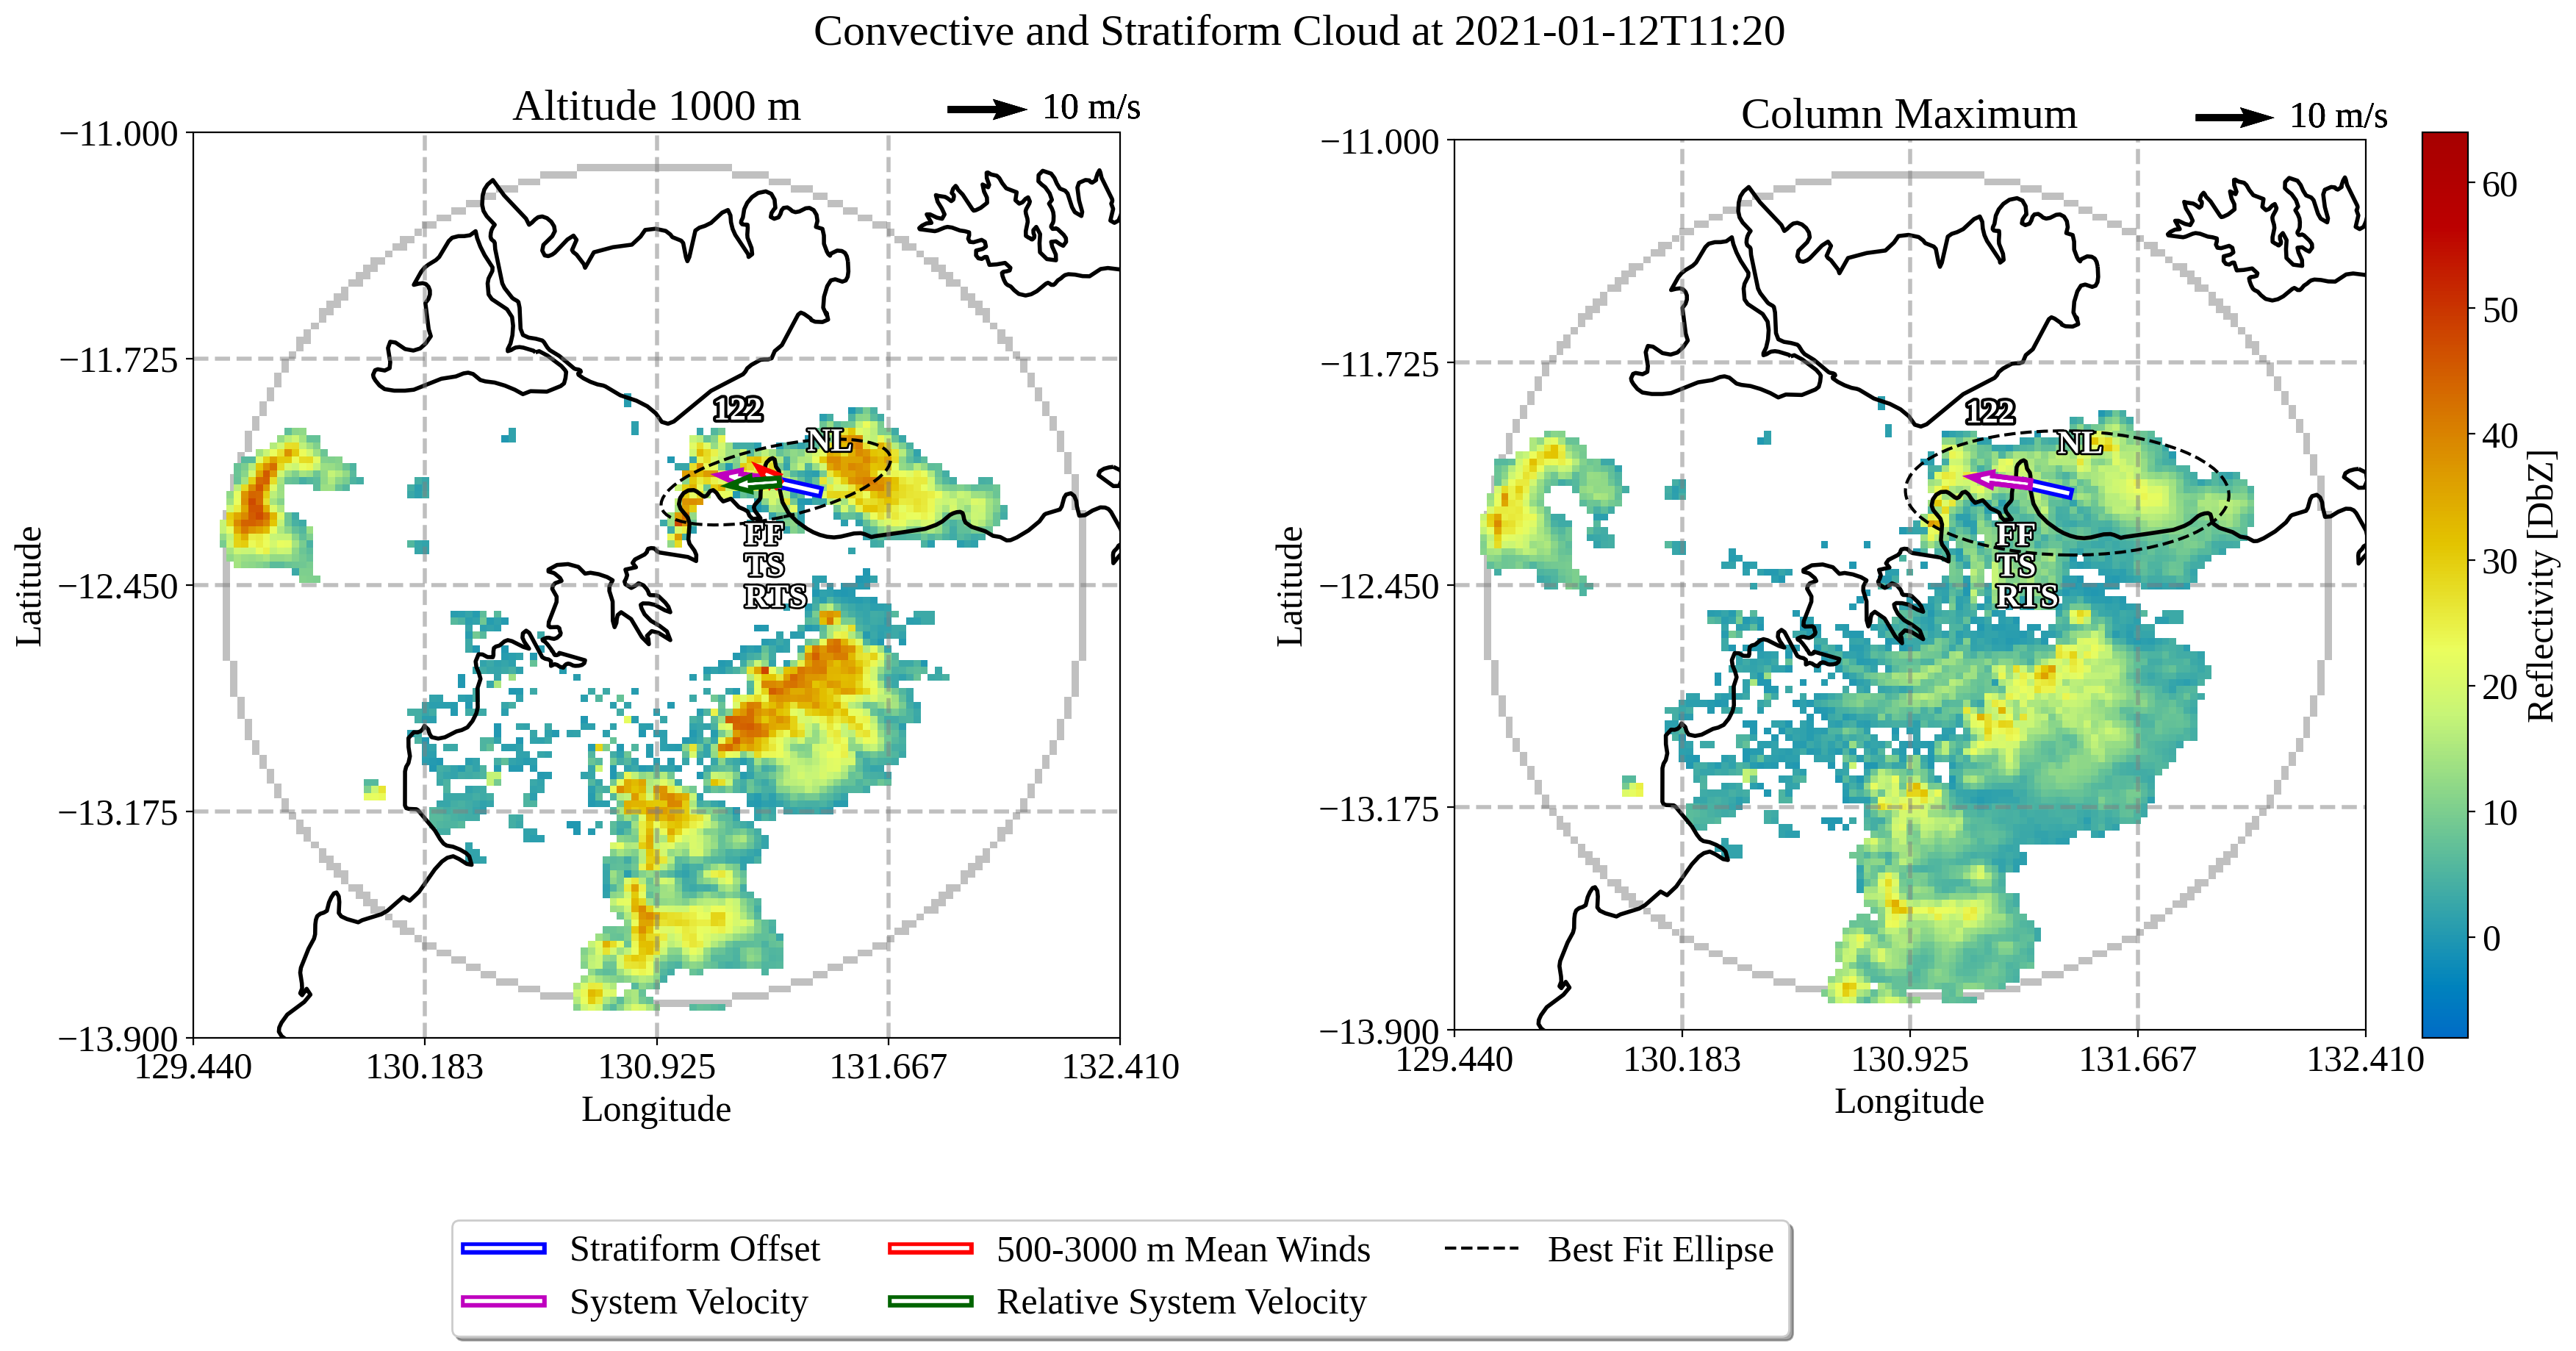 Convective and Stratiform Cloud at 2021-01-12T11:20
Altitude 1000 m
10 m/s
−11.000
−11.725
−12.450
−13.175
−13.900
Latitude
129.440
130.183
130.925
131.667
132.410
Longitude
122
NL
FF
TS
RTS
Column Maximum
10 m/s
−11.000
−11.725
−12.450
−13.175
−13.900
Latitude
129.440
130.183
130.925
131.667
132.410
Longitude
122
NL
FF
TS
RTS
60
50
40
30
20
10
0
Reflectivity [DbZ]
Stratiform Offset
500-3000 m Mean Winds
Best Fit Ellipse
System Velocity
Relative System Velocity